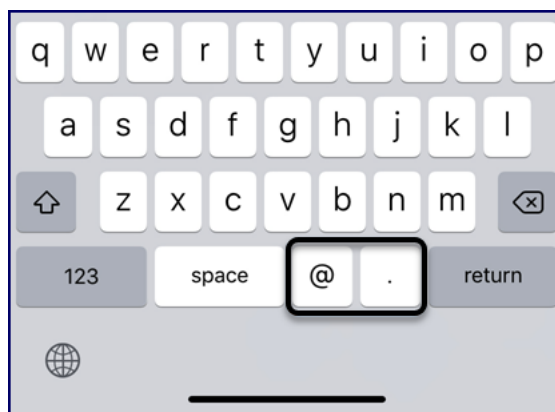 q w e r t y u i o p
a s d f g h j k l
z x c v b n m
123 space @ . return